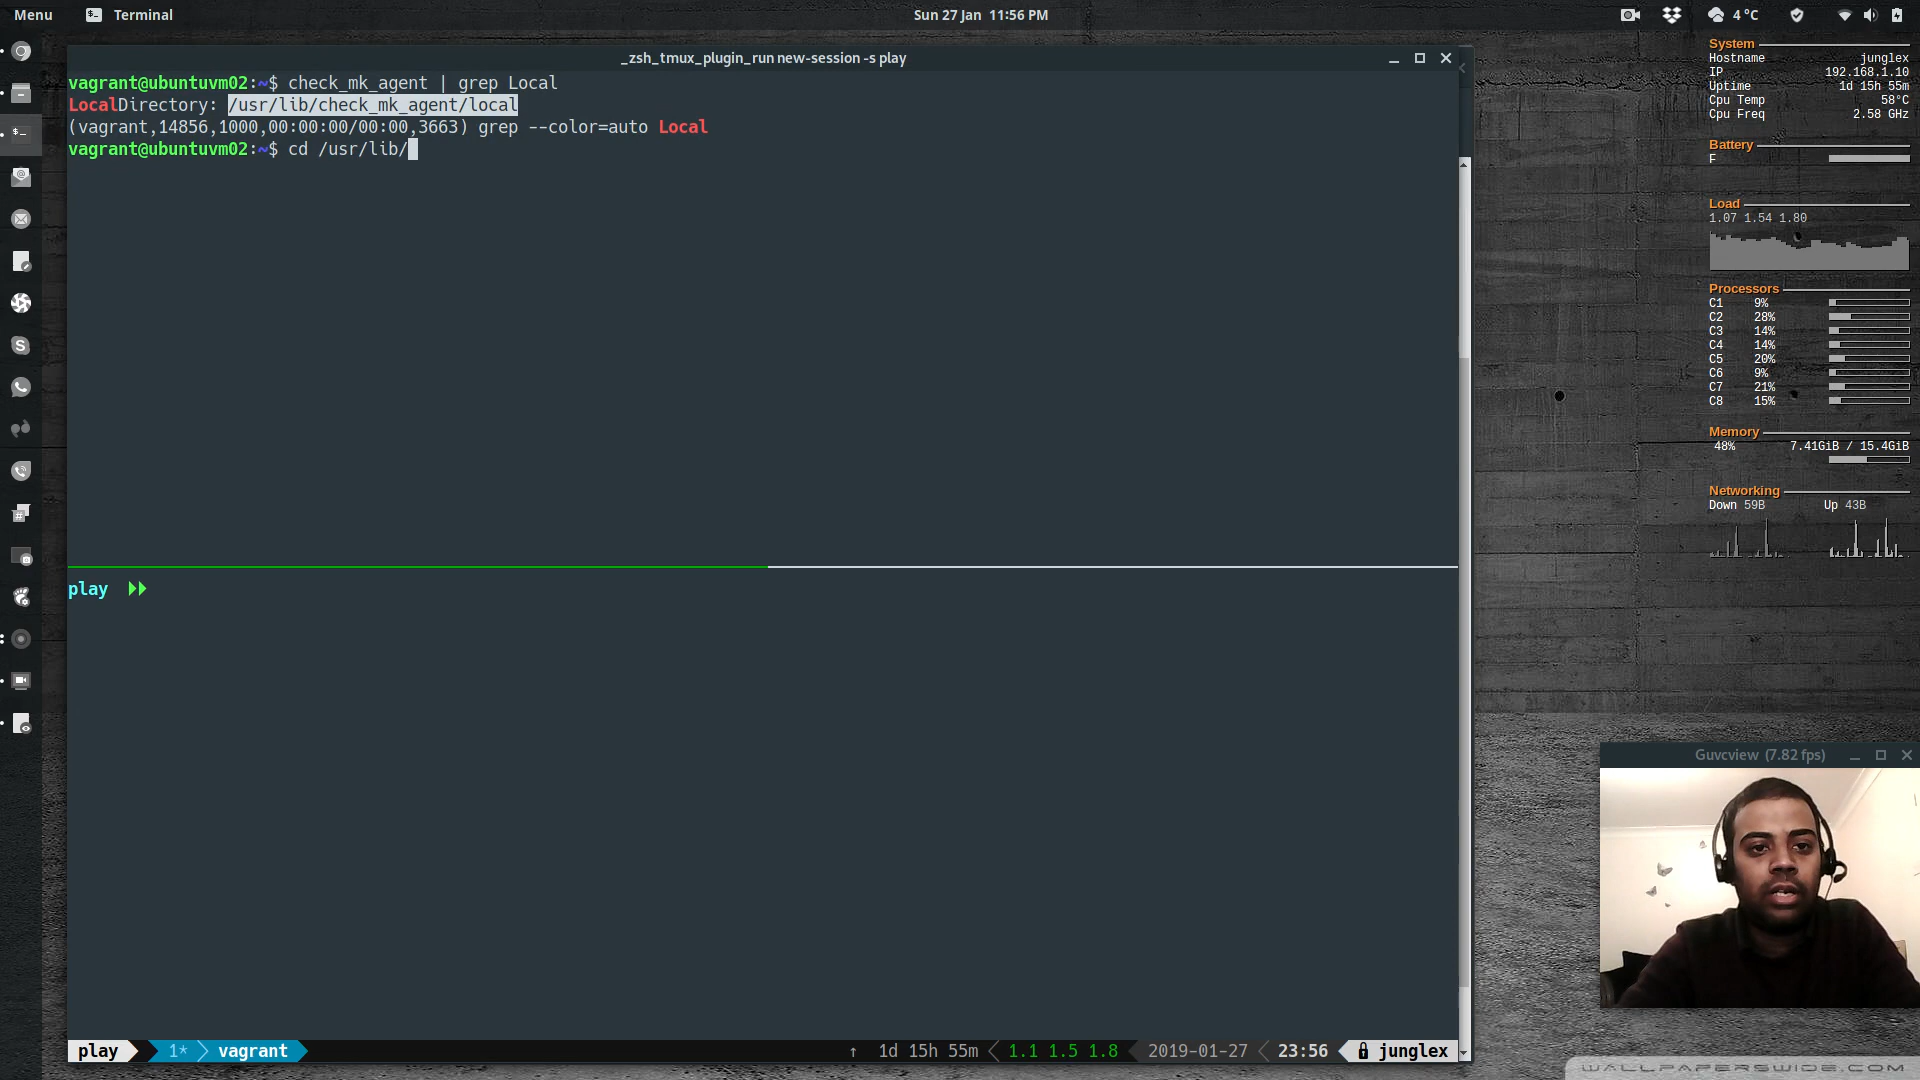 Menu Terminal Sun 27 Jan 11:56 PM 4 °C
_zsh_tmux_plugin_run new-session -s play
vagrant@ubuntuvm02:~$ check_mk_agent | grep Local
LocalDirectory: /usr/lib/check_mk_agent/local
(vagrant,14856,1000,00:00:00/00:00,3663) grep --color=auto Local
vagrant@ubuntuvm02:~$ cd /usr/lib/
play
play 1* vagrant ↑ 1d 15h 55m 1.1 1.5 1.8 2019-01-27 23:56 junglex
System
Hostname junglex
IP 192.168.1.10
Uptime 1d 15h 55m
Cpu Temp 58°C
Cpu Freq 2.58 GHz
Battery
F
Load
1.07 1.54 1.80
Processors
C1 9%
C2 28%
C3 14%
C4 14%
C5 20%
C6 9%
C7 21%
C8 15%
Memory
48% 7.41GiB / 15.4GiB
Networking
Down 59B Up 43B
Guvcview (7.82 fps)
WALLPAPERSWIDE.COM